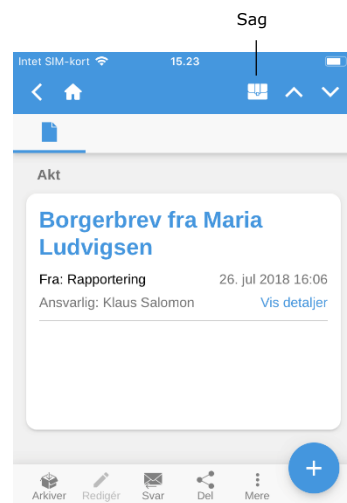 Sag
Intet SIM-kort 15.23
Akt
Borgerbrev fra Maria
Ludvigsen
Fra: Rapportering 26. jul 2018 16:06
Ansvarlig: Klaus Salomon Vis detaljer
Arkiver Redigér Svar Del Mere